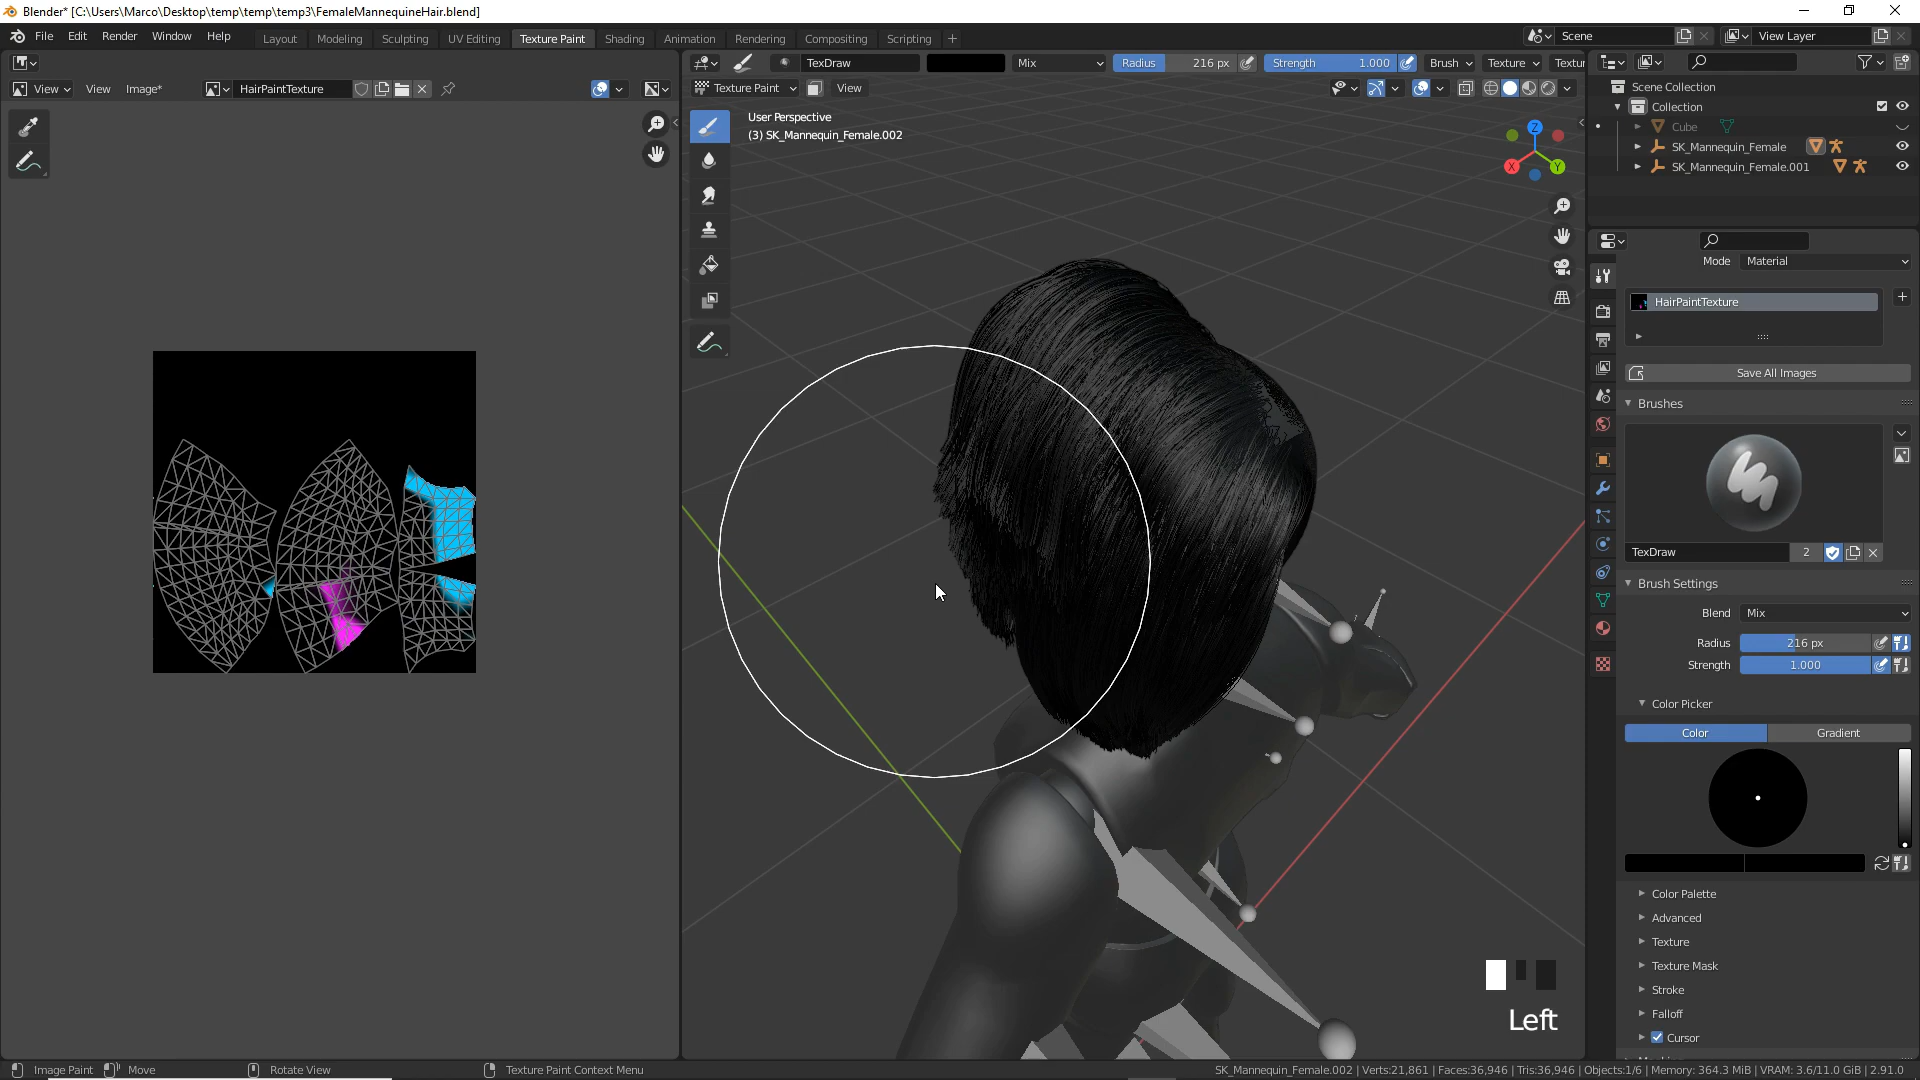 Blender* [C:\Users\Marco\Desktop\temp\temp\temp3\FemaleMannequineHair.blend]
File Edit Render Window Help Layout Modeling Sculpting UV Editing Texture Paint Shading Animation Rendering Compositing Scripting + Scene View Layer
TexDraw Mix Radius 216 px Strength 1.000 Brush Texture Textur
View View Image* HairPaintTexture Texture Paint View
User Perspective
(3) SK_Mannequin_Female.002
Z
X
Y
Scene Collection
Collection
Cube
SK_Mannequin_Female
SK_Mannequin_Female.001
Mode Material
HairPaintTexture
Save All Images
Brushes
TexDraw 2
Brush Settings
Blend Mix
Radius 216 px
Strength 1.000
Color Picker
Color Gradient
Color Palette
Advanced
Texture
Texture Mask
Stroke
Falloff
Cursor
Left
Image Paint Move Rotate View Texture Paint Context Menu SK_Mannequin_Female.002 | Verts:21,861 | Faces:36,946 | Tris:36,946 | Objects:1/6 | Memory: 364.3 MiB | VRAM: 3.6/11.0 GiB | 2.91.0